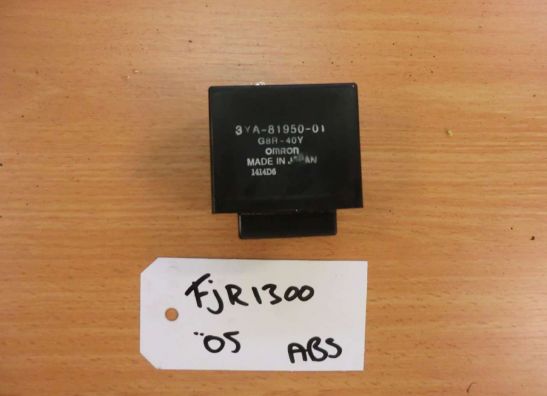 3YA-81950-01
G8R-40Y
OMRON
MADE IN JAPAN
1414D6
FJR1300
'05
ABS